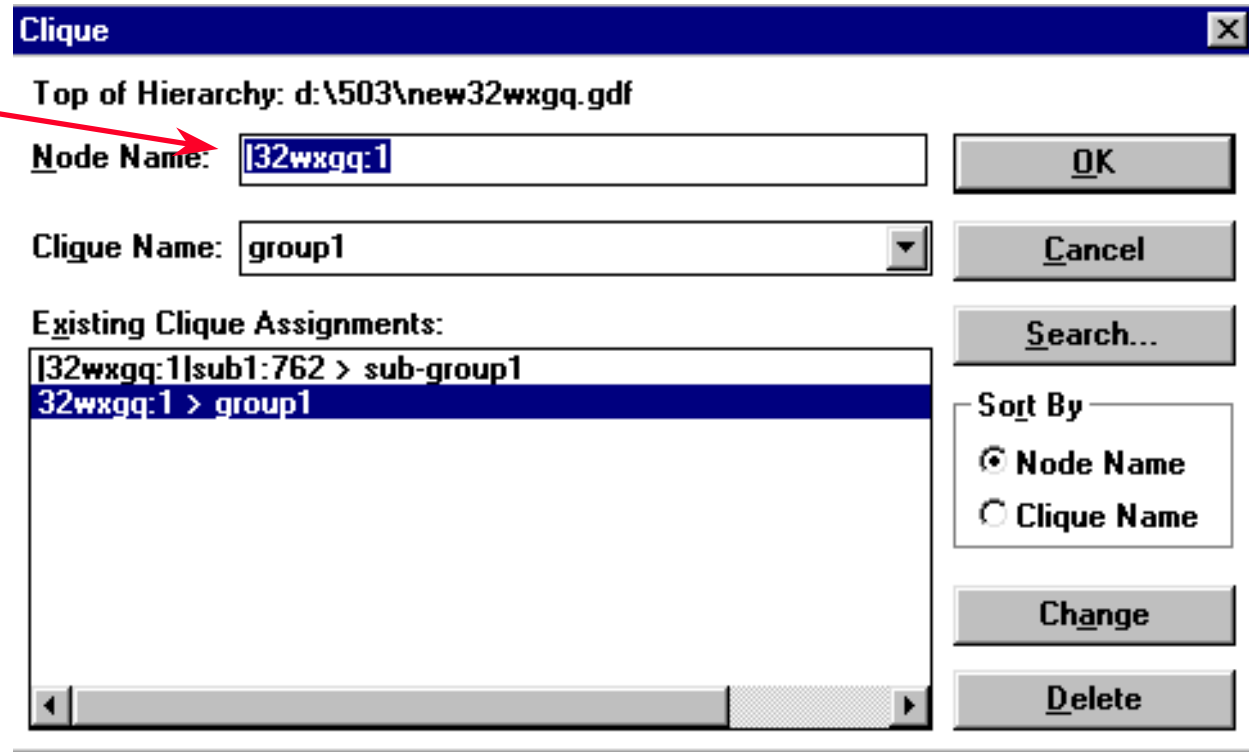 Clique
Top of Hierarchy: d:\503\new32wxgq.gdf
Node Name: |32wxgq:1
OK
Clique Name: group1
Cancel
Existing Clique Assignments:
Search...
|32wxgq:1|sub1:762 > sub-group1
32wxgq:1 > group1
Sort By
Node Name
Clique Name
Change
Delete